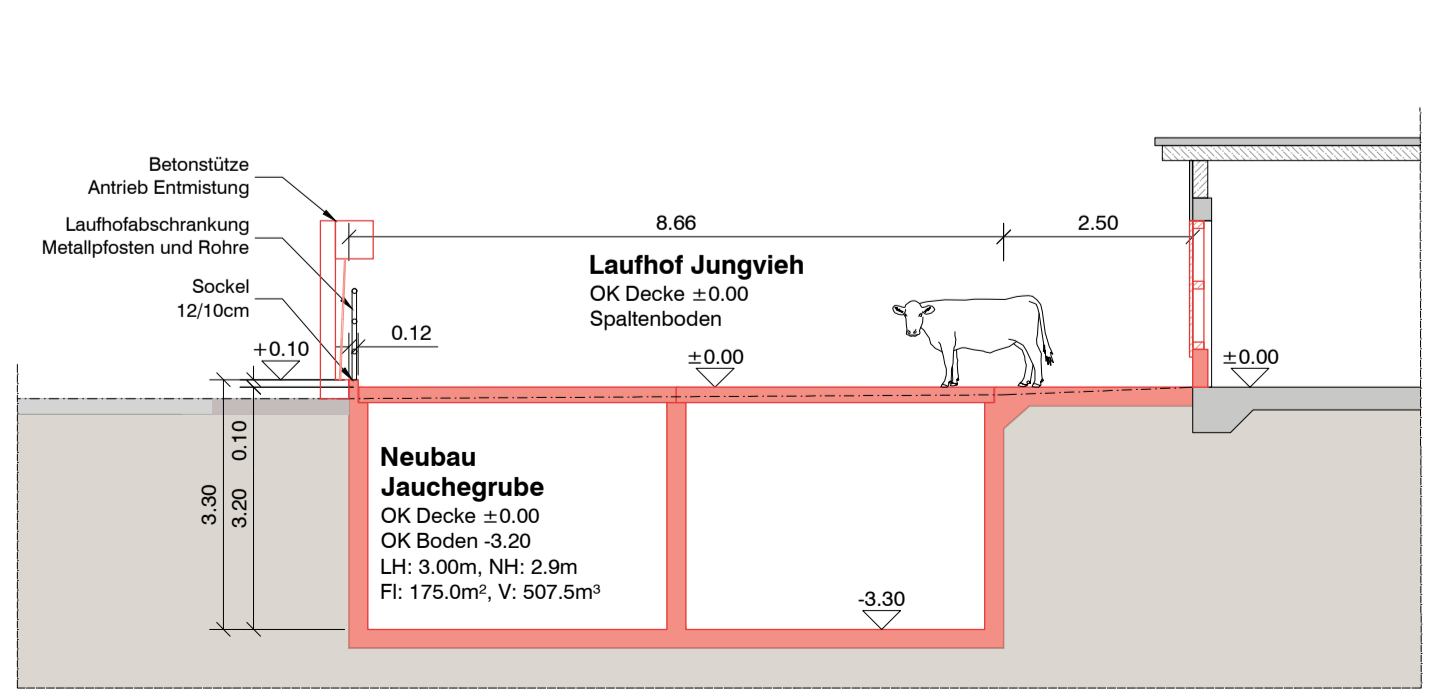 Betonstütze
Antrieb Entmistung
Laufhofabschrankung
Metallpfosten und Rohre
8.66
2.50
Laufhof Jungvieh
OK Decke ±0.00
Spaltenboden
Sockel
12/10cm
0.12
+0.10
±0.00
±0.00
0.10
3.30
3.20
Neubau
Jauchegrube
OK Decke ±0.00
OK Boden -3.20
LH: 3.00m, NH: 2.9m
Fl: 175.0m², V: 507.5m³
-3.30